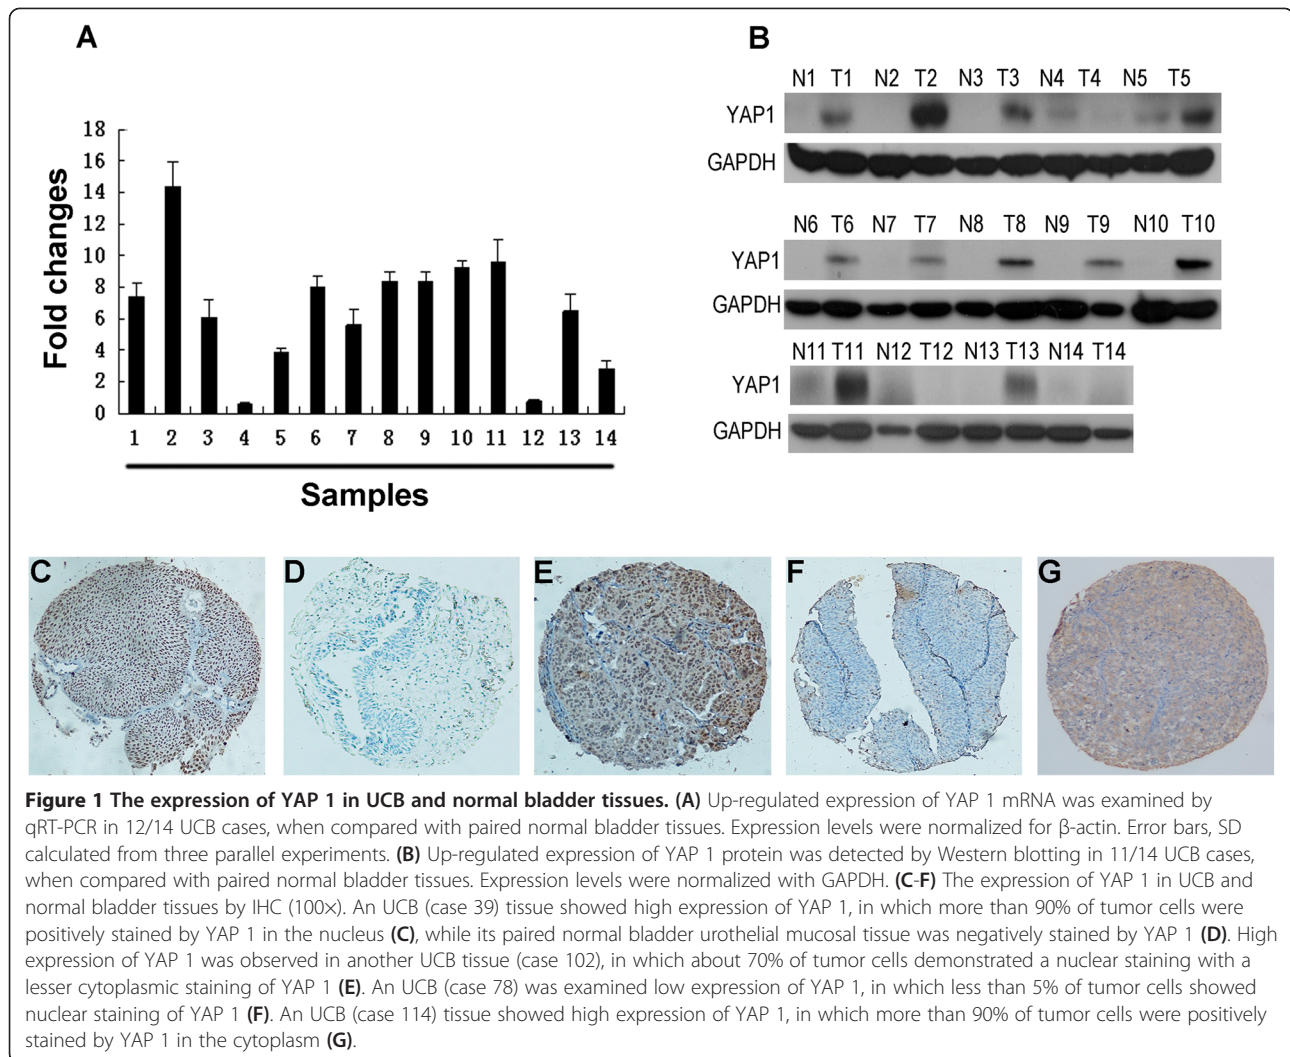 A
18
16
14
12
10
8
6
4
2
0
Fold changes
1 2 3 4 5 6 7 8 9 10 11 12 13 14
Samples
B
N1 T1 N2 T2 N3 T3 N4 T4 N5 T5
YAP1
GAPDH
N6 T6 N7 T7 N8 T8 N9 T9 N10 T10
YAP1
GAPDH
N11 T11 N12 T12 N13 T13 N14 T14
YAP1
GAPDH
C D E F G
Figure 1 The expression of YAP 1 in UCB and normal bladder tissues. (A) Up-regulated expression of YAP 1 mRNA was examined by
qRT-PCR in 12/14 UCB cases, when compared with paired normal bladder tissues. Expression levels were normalized for β-actin. Error bars, SD
calculated from three parallel experiments. (B) Up-regulated expression of YAP 1 protein was detected by Western blotting in 11/14 UCB cases,
when compared with paired normal bladder tissues. Expression levels were normalized with GAPDH. (C-F) The expression of YAP 1 in UCB and
normal bladder tissues by IHC (100×). An UCB (case 39) tissue showed high expression of YAP 1, in which more than 90% of tumor cells were
positively stained by YAP 1 in the nucleus (C), while its paired normal bladder urothelial mucosal tissue was negatively stained by YAP 1 (D). High
expression of YAP 1 was observed in another UCB tissue (case 102), in which about 70% of tumor cells demonstrated a nuclear staining with a
lesser cytoplasmic staining of YAP 1 (E). An UCB (case 78) was examined low expression of YAP 1, in which less than 5% of tumor cells showed
nuclear staining of YAP 1 (F). An UCB (case 114) tissue showed high expression of YAP 1, in which more than 90% of tumor cells were positively
stained by YAP 1 in the cytoplasm (G).